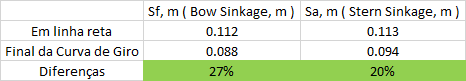 Sf, m ( Bow Sinkage, m ) Sa, m ( Stern Sinkage, m )
Em linha reta 0.112 0.113
Final da Curva de Giro 0.088 0.094
Diferenças 27% 20%